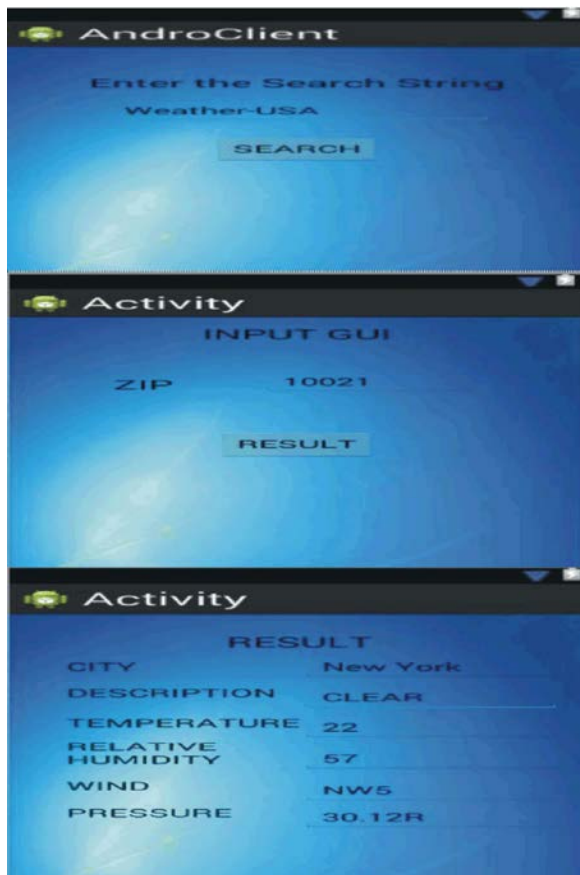 AndroClient
Enter the Search String
Weather-USA
SEARCH
Activity
INPUT GUI
ZIP 10021
RESULT
Activity
RESULT
CITY New York
DESCRIPTION CLEAR
TEMPERATURE 22
RELATIVE
HUMIDITY 57
WIND NW5
PRESSURE 30.12R